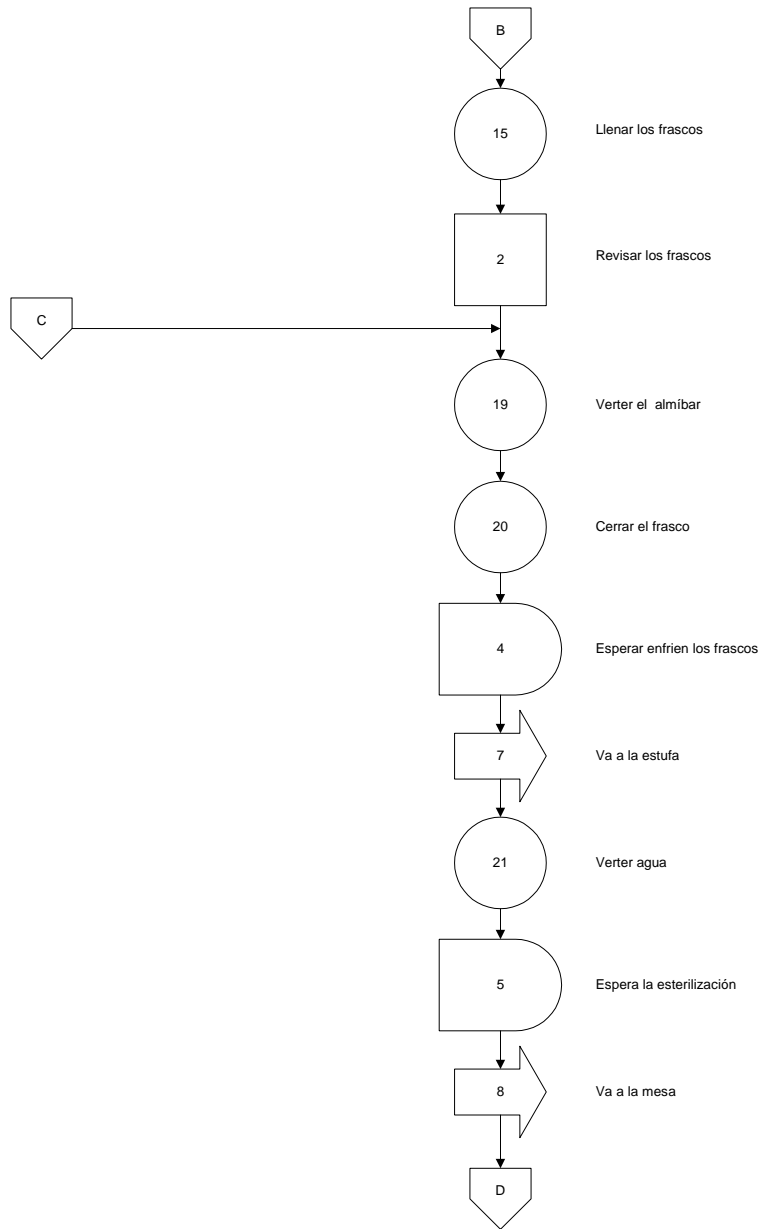 B
15 Llenar los frascos
2 Revisar los frascos
C
19 Verter el almíbar
20 Cerrar el frasco
4 Esperar enfrien los frascos
7 Va a la estufa
21 Verter agua
5 Espera la esterilización
8 Va a la mesa
D